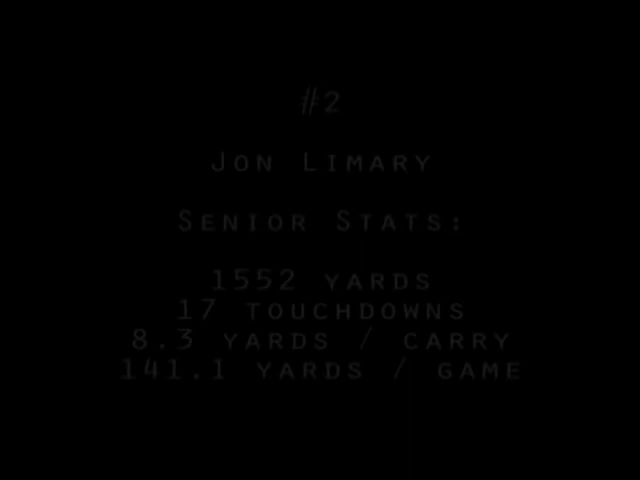 #2
Jon Limary
Senior Stats:
1552 yards
17 touchdowns
8.3 yards / carry
141.1 yards / game